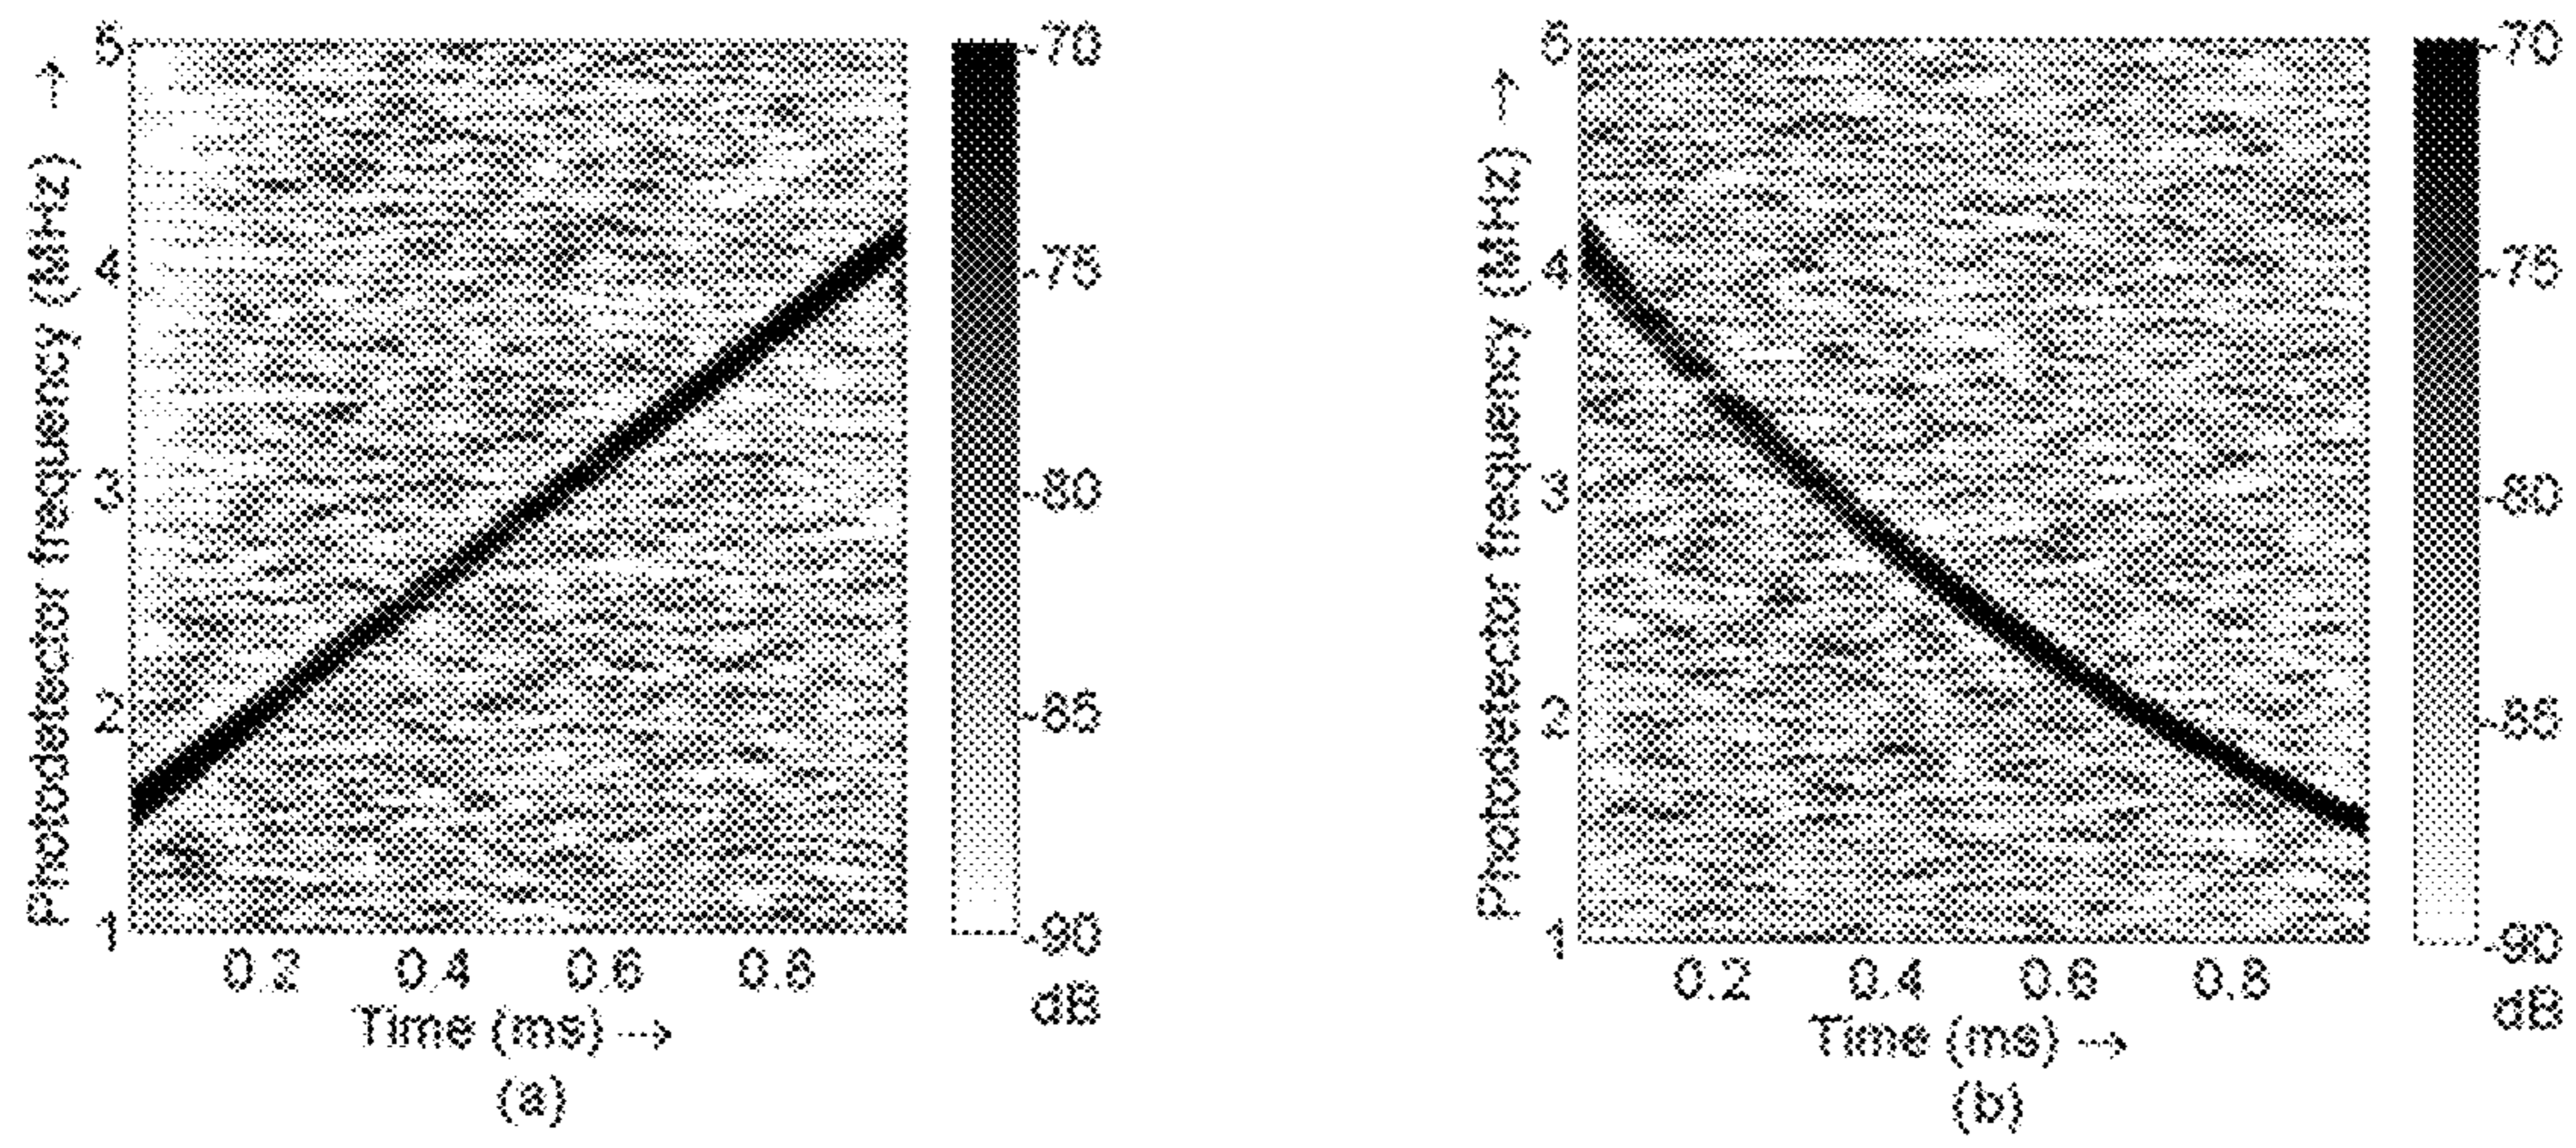 Photodetector frequency (MHz) →
5
4
3
2
1
0.2 0.4 0.6 0.8
Time (ms) →
(a)
-70
-75
-80
-85
-90
dB
Photodetector frequency (MHz) →
5
4
3
2
1
0.2 0.4 0.6 0.8
Time (ms) →
(b)
-70
-75
-80
-85
-90
dB